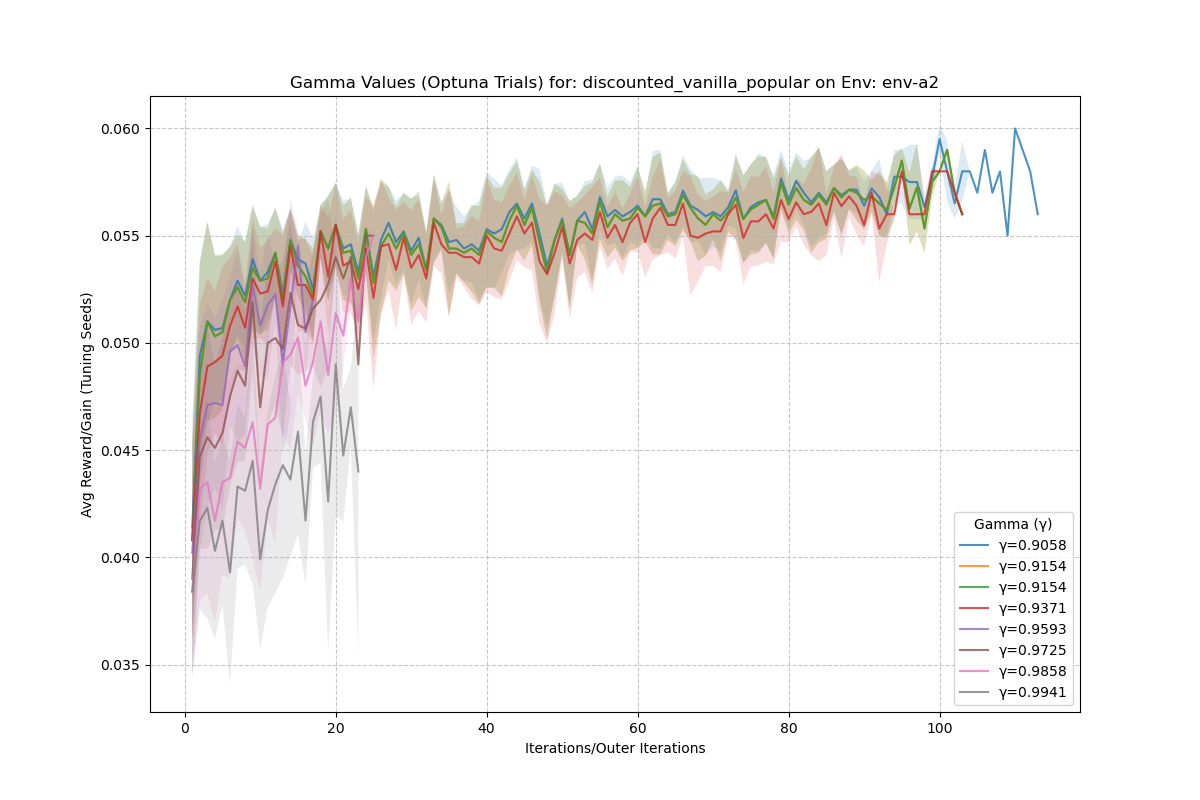 Gamma Values (Optuna Trials) for: discounted_vanilla_popular on Env: env-a2
Avg Reward/Gain (Tuning Seeds)
0.060
0.055
0.050
0.045
0.040
0.035
0
20
40
60
80
100
Iterations/Outer Iterations
Gamma (γ)
γ=0.9058
γ=0.9154
γ=0.9154
γ=0.9371
γ=0.9593
γ=0.9725
γ=0.9858
γ=0.9941